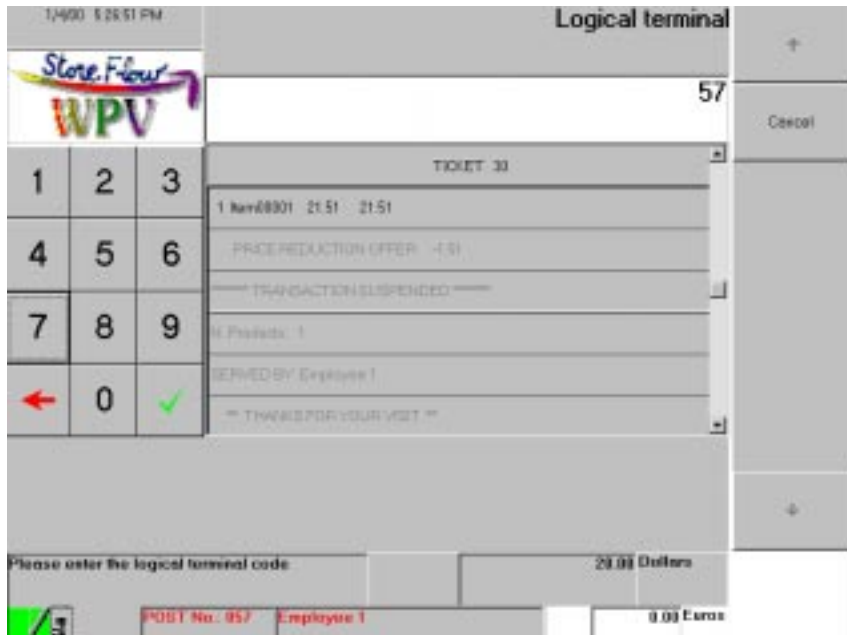 1/4/00 5:26:51 PM
Logical terminal
Store Flow
WPV
57
Cancel
TICKET 30
1 2 3
1 Item00001 21.51 21.51
4 5 6
PRICE REDUCTION OFFER -1.51
***** TRANSACTION SUSPENDED *****
7 8 9
N. Products: 1
SERVED BY Employee 1
0
** THANKS FOR YOUR VISIT **
Please enter the logical terminal code
20.00 Dollars
POST No.: 057 Employee 1
0.00 Euros